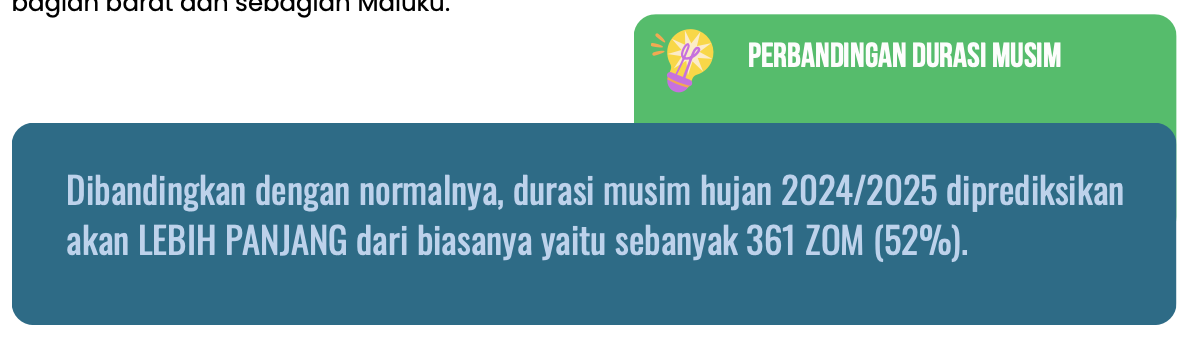 bagian barat dan sebagian Maluku.
PERBANDINGAN DURASI MUSIM
Dibandingkan dengan normalnya, durasi musim hujan 2024/2025 diprediksikan
akan LEBIH PANJANG dari biasanya yaitu sebanyak 361 ZOM (52%).